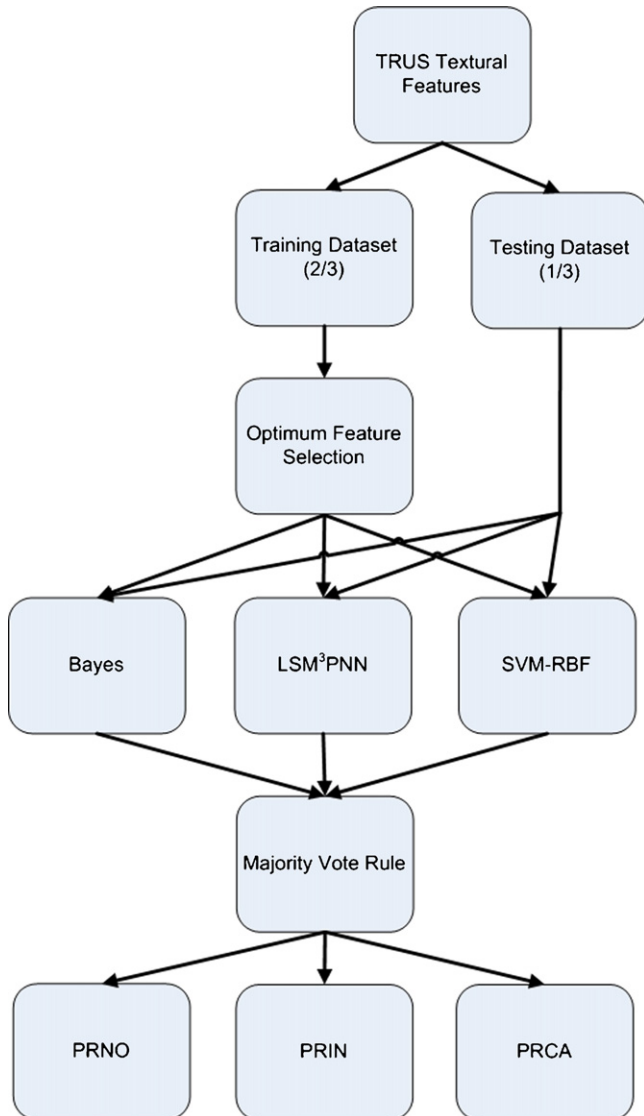 TRUS Textural
Features
Training Dataset
(2/3)
Testing Dataset
(1/3)
Optimum Feature
Selection
Bayes
LSM³PNN
SVM-RBF
Majority Vote Rule
PRNO
PRIN
PRCA